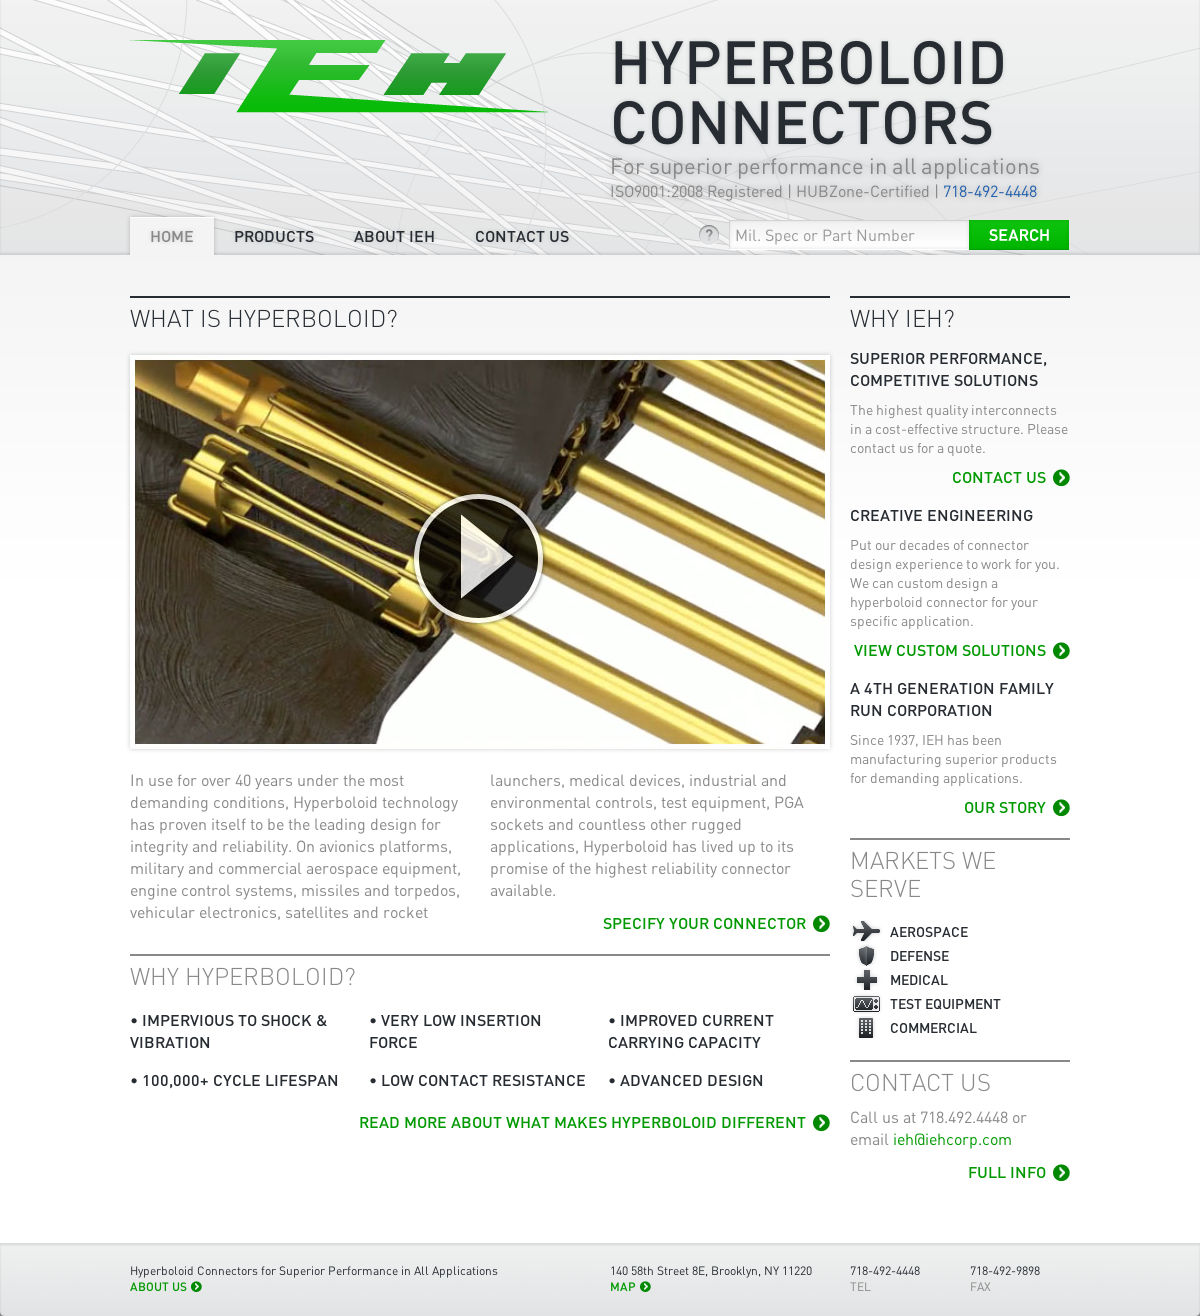 IEH
HYPERBOLOID
CONNECTORS
For superior performance in all applications
ISO9001:2008 Registered | HUBZone-Certified | 718-492-4448
HOME PRODUCTS ABOUT IEH CONTACT US
? Mil. Spec or Part Number SEARCH
WHAT IS HYPERBOLOID?
In use for over 40 years under the most
demanding conditions, Hyperboloid technology
has proven itself to be the leading design for
integrity and reliability. On avionics platforms,
military and commercial aerospace equipment,
engine control systems, missiles and torpedos,
vehicular electronics, satellites and rocket
launchers, medical devices, industrial and
environmental controls, test equipment, PGA
sockets and countless other rugged
applications, Hyperboloid has lived up to its
promise of the highest reliability connector
available.
SPECIFY YOUR CONNECTOR
WHY HYPERBOLOID?
• IMPERVIOUS TO SHOCK &
VIBRATION
• VERY LOW INSERTION
FORCE
• IMPROVED CURRENT
CARRYING CAPACITY
• 100,000+ CYCLE LIFESPAN
• LOW CONTACT RESISTANCE
• ADVANCED DESIGN
READ MORE ABOUT WHAT MAKES HYPERBOLOID DIFFERENT
WHY IEH?
SUPERIOR PERFORMANCE,
COMPETITIVE SOLUTIONS
The highest quality interconnects
in a cost-effective structure. Please
contact us for a quote.
CONTACT US
CREATIVE ENGINEERING
Put our decades of connector
design experience to work for you.
We can custom design a
hyperboloid connector for your
specific application.
VIEW CUSTOM SOLUTIONS
A 4TH GENERATION FAMILY
RUN CORPORATION
Since 1937, IEH has been
manufacturing superior products
for demanding applications.
OUR STORY
MARKETS WE
SERVE
AEROSPACE
DEFENSE
MEDICAL
TEST EQUIPMENT
COMMERCIAL
CONTACT US
Call us at 718.492.4448 or
email ieh@iehcorp.com
FULL INFO
Hyperboloid Connectors for Superior Performance in All Applications
ABOUT US
140 58th Street 8E, Brooklyn, NY 11220
MAP
718-492-4448
TEL
718-492-9898
FAX